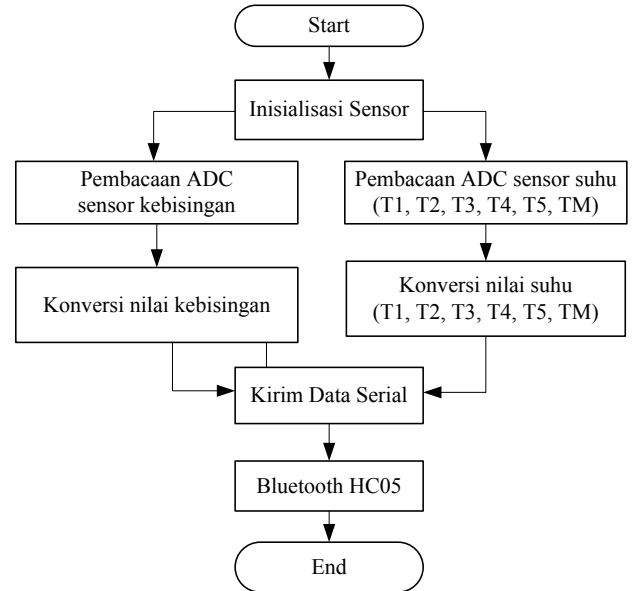 Start
Inisialisasi Sensor
Pembacaan ADC
sensor kebisingan
Pembacaan ADC sensor suhu
(T1, T2, T3, T4, T5, TM)
Konversi nilai kebisingan
Konversi nilai suhu
(T1, T2, T3, T4, T5, TM)
Kirim Data Serial
Bluetooth HC05
End